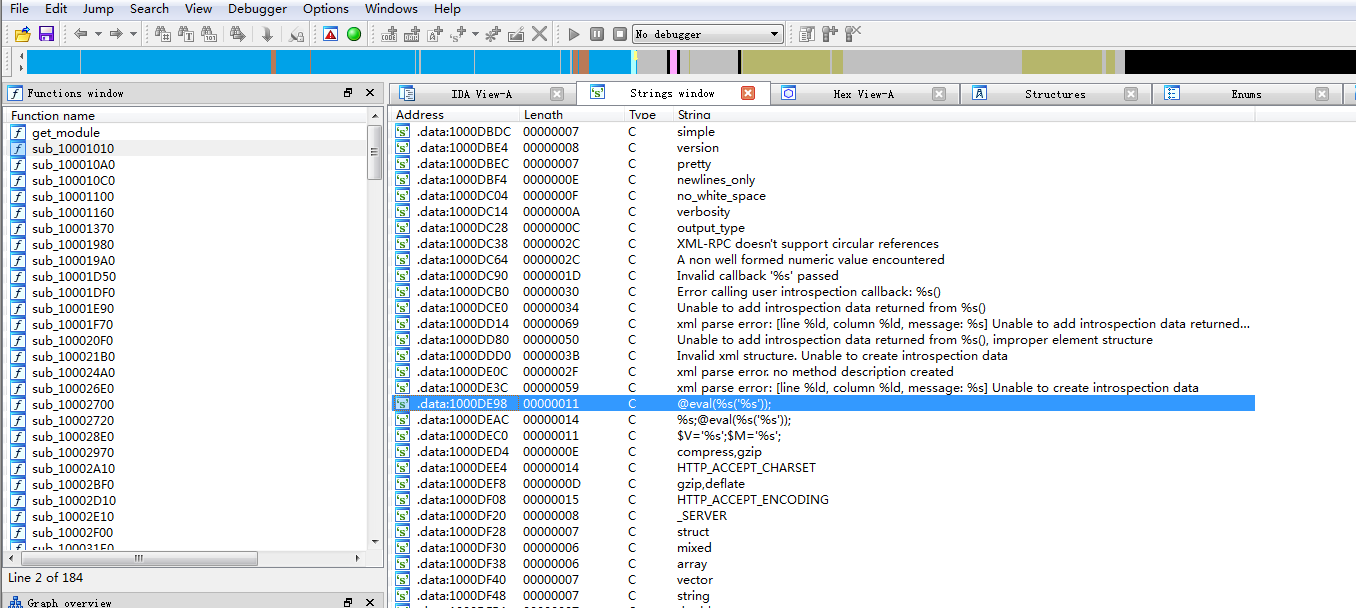 File Edit Jump Search View Debugger Options Windows Help
No debugger
Functions window
IDA View-A Strings window Hex View-A Structures Enums
Function name
get_module
sub_10001010
sub_100010A0
sub_100010C0
sub_10001100
sub_10001160
sub_10001370
sub_10001980
sub_100019A0
sub_10001D50
sub_10001DF0
sub_10001E90
sub_10001F70
sub_100020F0
sub_100021B0
sub_100024A0
sub_100026E0
sub_10002700
sub_10002720
sub_100028E0
sub_10002970
sub_10002A10
sub_10002BF0
sub_10002D10
sub_10002E10
sub_10002F00
sub_100031F0
Line 2 of 184
Graph overview
Address Length Type String
.data:1000DBDC 00000007 C simple
.data:1000DBE4 00000008 C version
.data:1000DBEC 00000007 C pretty
.data:1000DBF4 0000000E C newlines_only
.data:1000DC04 0000000F C no_white_space
.data:1000DC14 0000000A C verbosity
.data:1000DC28 0000000C C output_type
.data:1000DC38 0000002C C XML-RPC doesn't support circular references
.data:1000DC64 0000002C C A non well formed numeric value encountered
.data:1000DC90 0000001D C Invalid callback '%s' passed
.data:1000DCB0 00000030 C Error calling user introspection callback: %s()
.data:1000DCE0 00000034 C Unable to add introspection data returned from %s()
.data:1000DD14 00000069 C xml parse error: [line %ld, column %ld, message: %s] Unable to add introspection data returned...
.data:1000DD80 00000050 C Unable to add introspection data returned from %s(), improper element structure
.data:1000DDD0 0000003B C Invalid xml structure. Unable to create introspection data
.data:1000DE0C 0000002F C xml parse error. no method description created
.data:1000DE3C 00000059 C xml parse error: [line %ld, column %ld, message: %s] Unable to create introspection data
.data:1000DE98 00000011 C @eval(%s('%s'));
.data:1000DEAC 00000014 C %s;@eval(%s('%s'));
.data:1000DEC0 00000011 C $V='%s';$M='%s';
.data:1000DED4 0000000E C compress,gzip
.data:1000DEE4 00000014 C HTTP_ACCEPT_CHARSET
.data:1000DEF8 0000000D C gzip,deflate
.data:1000DF08 00000015 C HTTP_ACCEPT_ENCODING
.data:1000DF20 00000008 C _SERVER
.data:1000DF28 00000007 C struct
.data:1000DF30 00000006 C mixed
.data:1000DF38 00000006 C array
.data:1000DF40 00000007 C vector
.data:1000DF48 00000007 C string